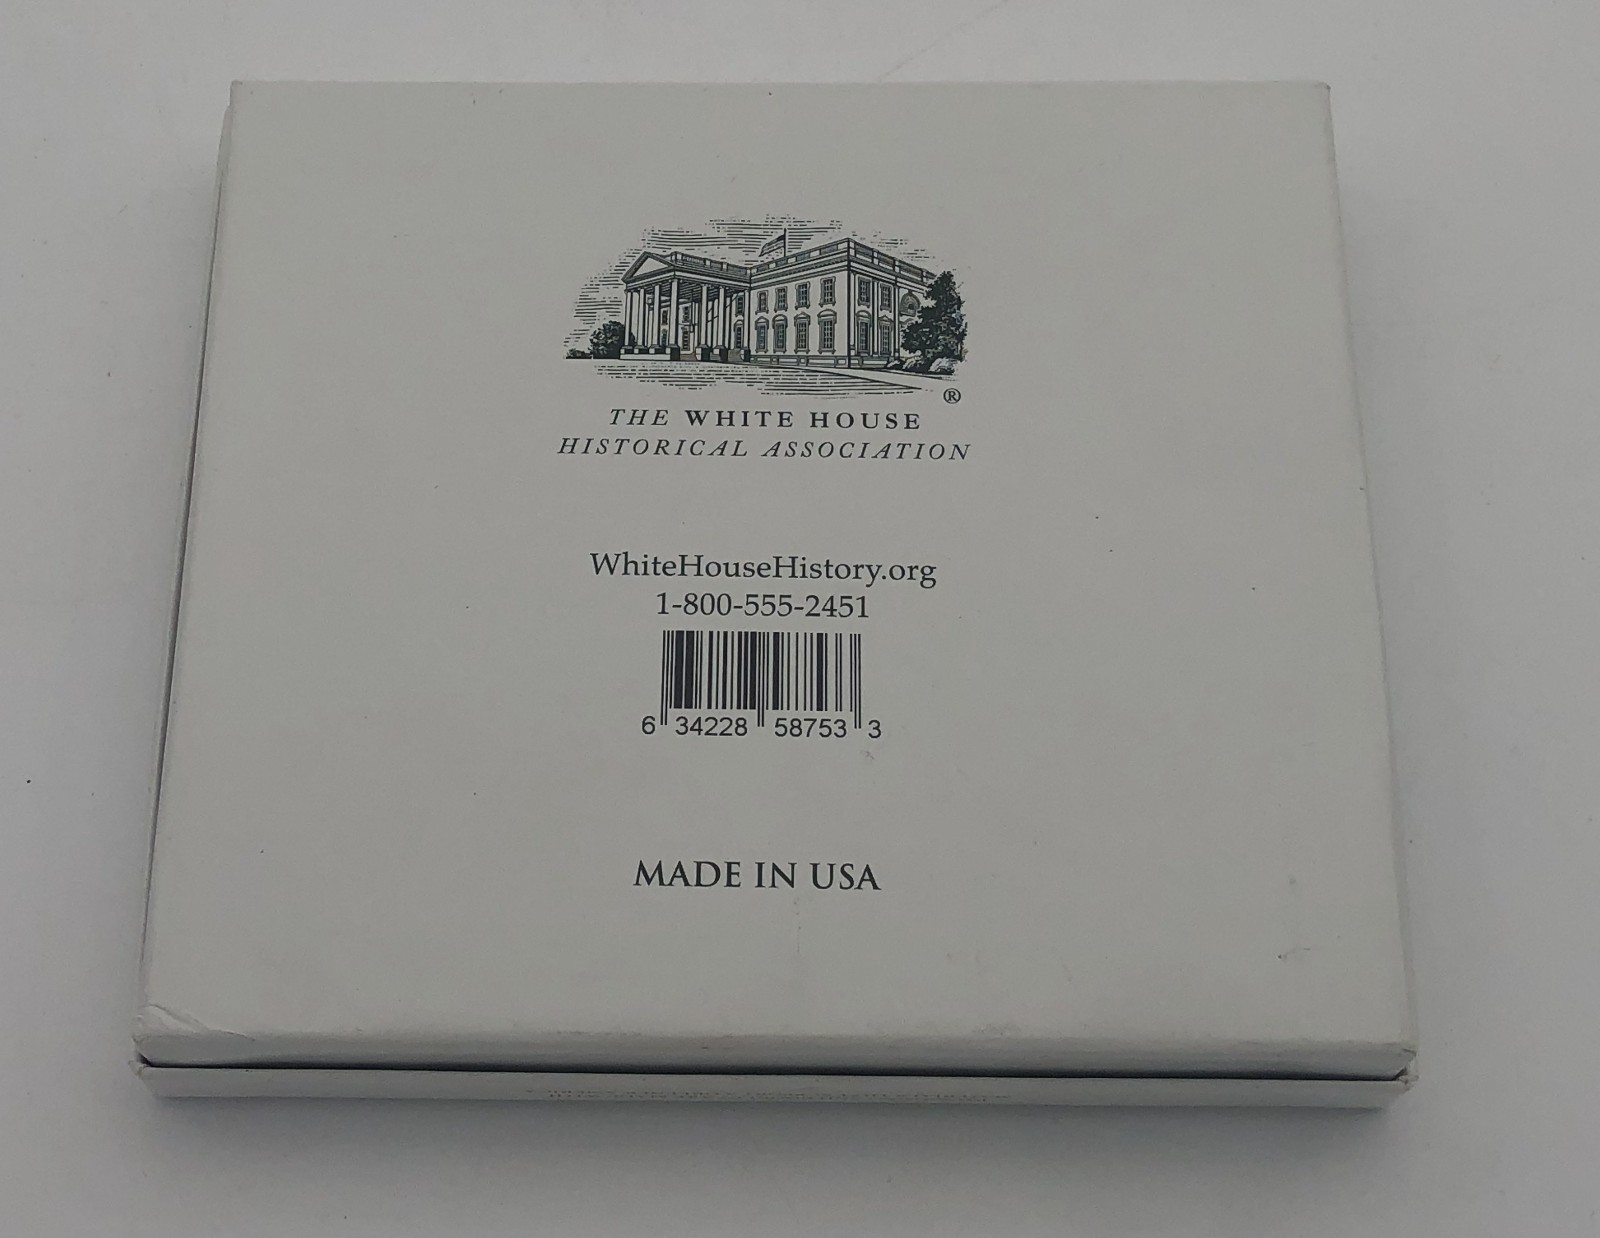 ®
THE WHITE HOUSE
HISTORICAL ASSOCIATION
WhiteHouseHistory.org
1-800-555-2451
6 34228 58753 3
MADE IN USA